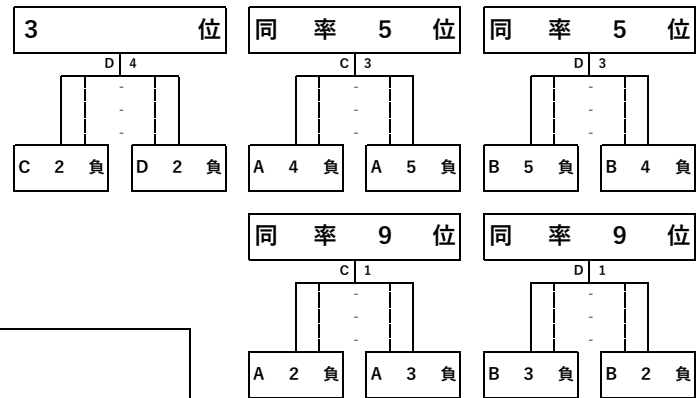 3 位 同 率 5 位 同 率 5 位
D 4 C 3 D 3
- - -
- - -
- - -
C 2 負 D 2 負 A 4 負 A 5 負 B 5 負 B 4 負
同 率 9 位 同 率 9 位
C 1 D 1
- -
- -
- -
A 2 負 A 3 負 B 3 負 B 2 負